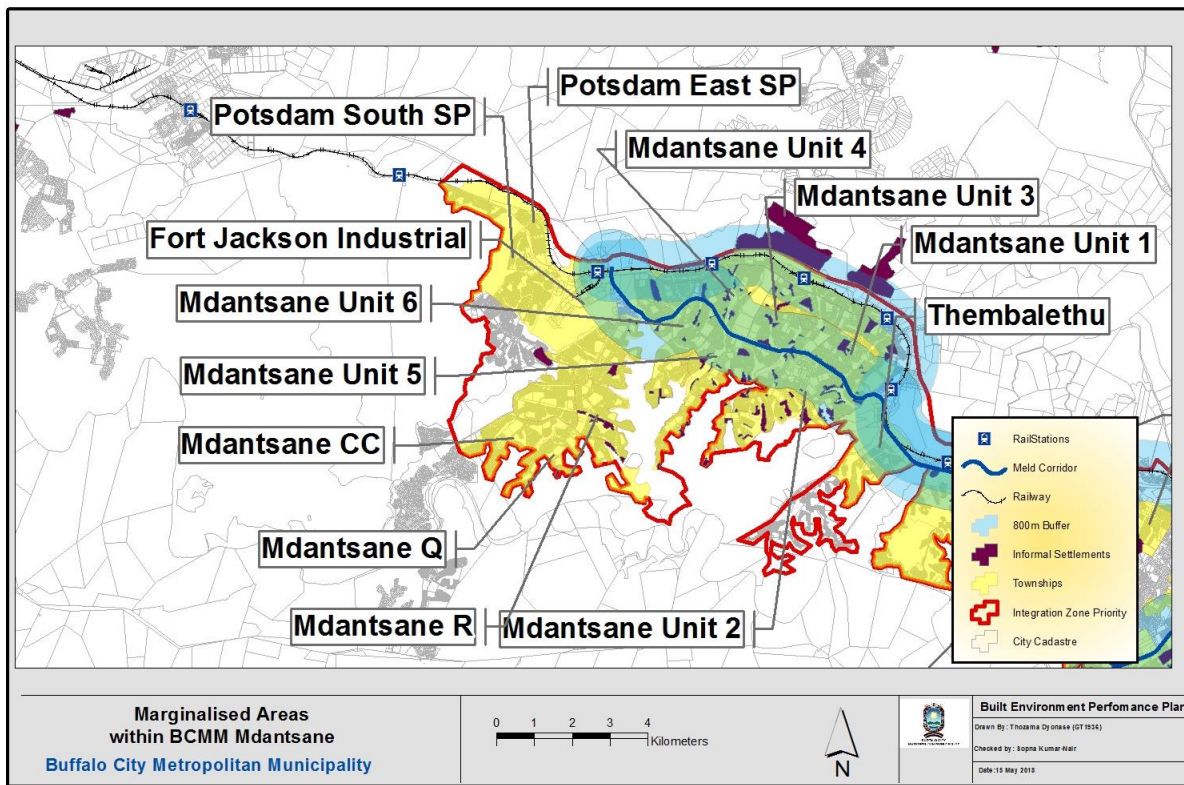 Potsdam East SP
Potsdam South SP
Mdantsane Unit 4
Mdantsane Unit 3
Fort Jackson Industrial
Mdantsane Unit 1
Mdantsane Unit 6
Thembalethu
Mdantsane Unit 5
Mdantsane CC
Mdantsane Q
Mdantsane R
Mdantsane Unit 2
RailStations
Meld Corridor
Railway
800m Buffer
Informal Settlements
Townships
Integration Zone Priority
City Cadastre
Marginalised Areas
within BCMM Mdantsane
Buffalo City Metropolitan Municipality
0 1 2 3 4
Kilometers
N
Built Environment Perfomance Plan
Drawn By: Thozama Dyonase (GT1936)
Checked by: Sopna Kumar-Nair
Date:15 May 2018